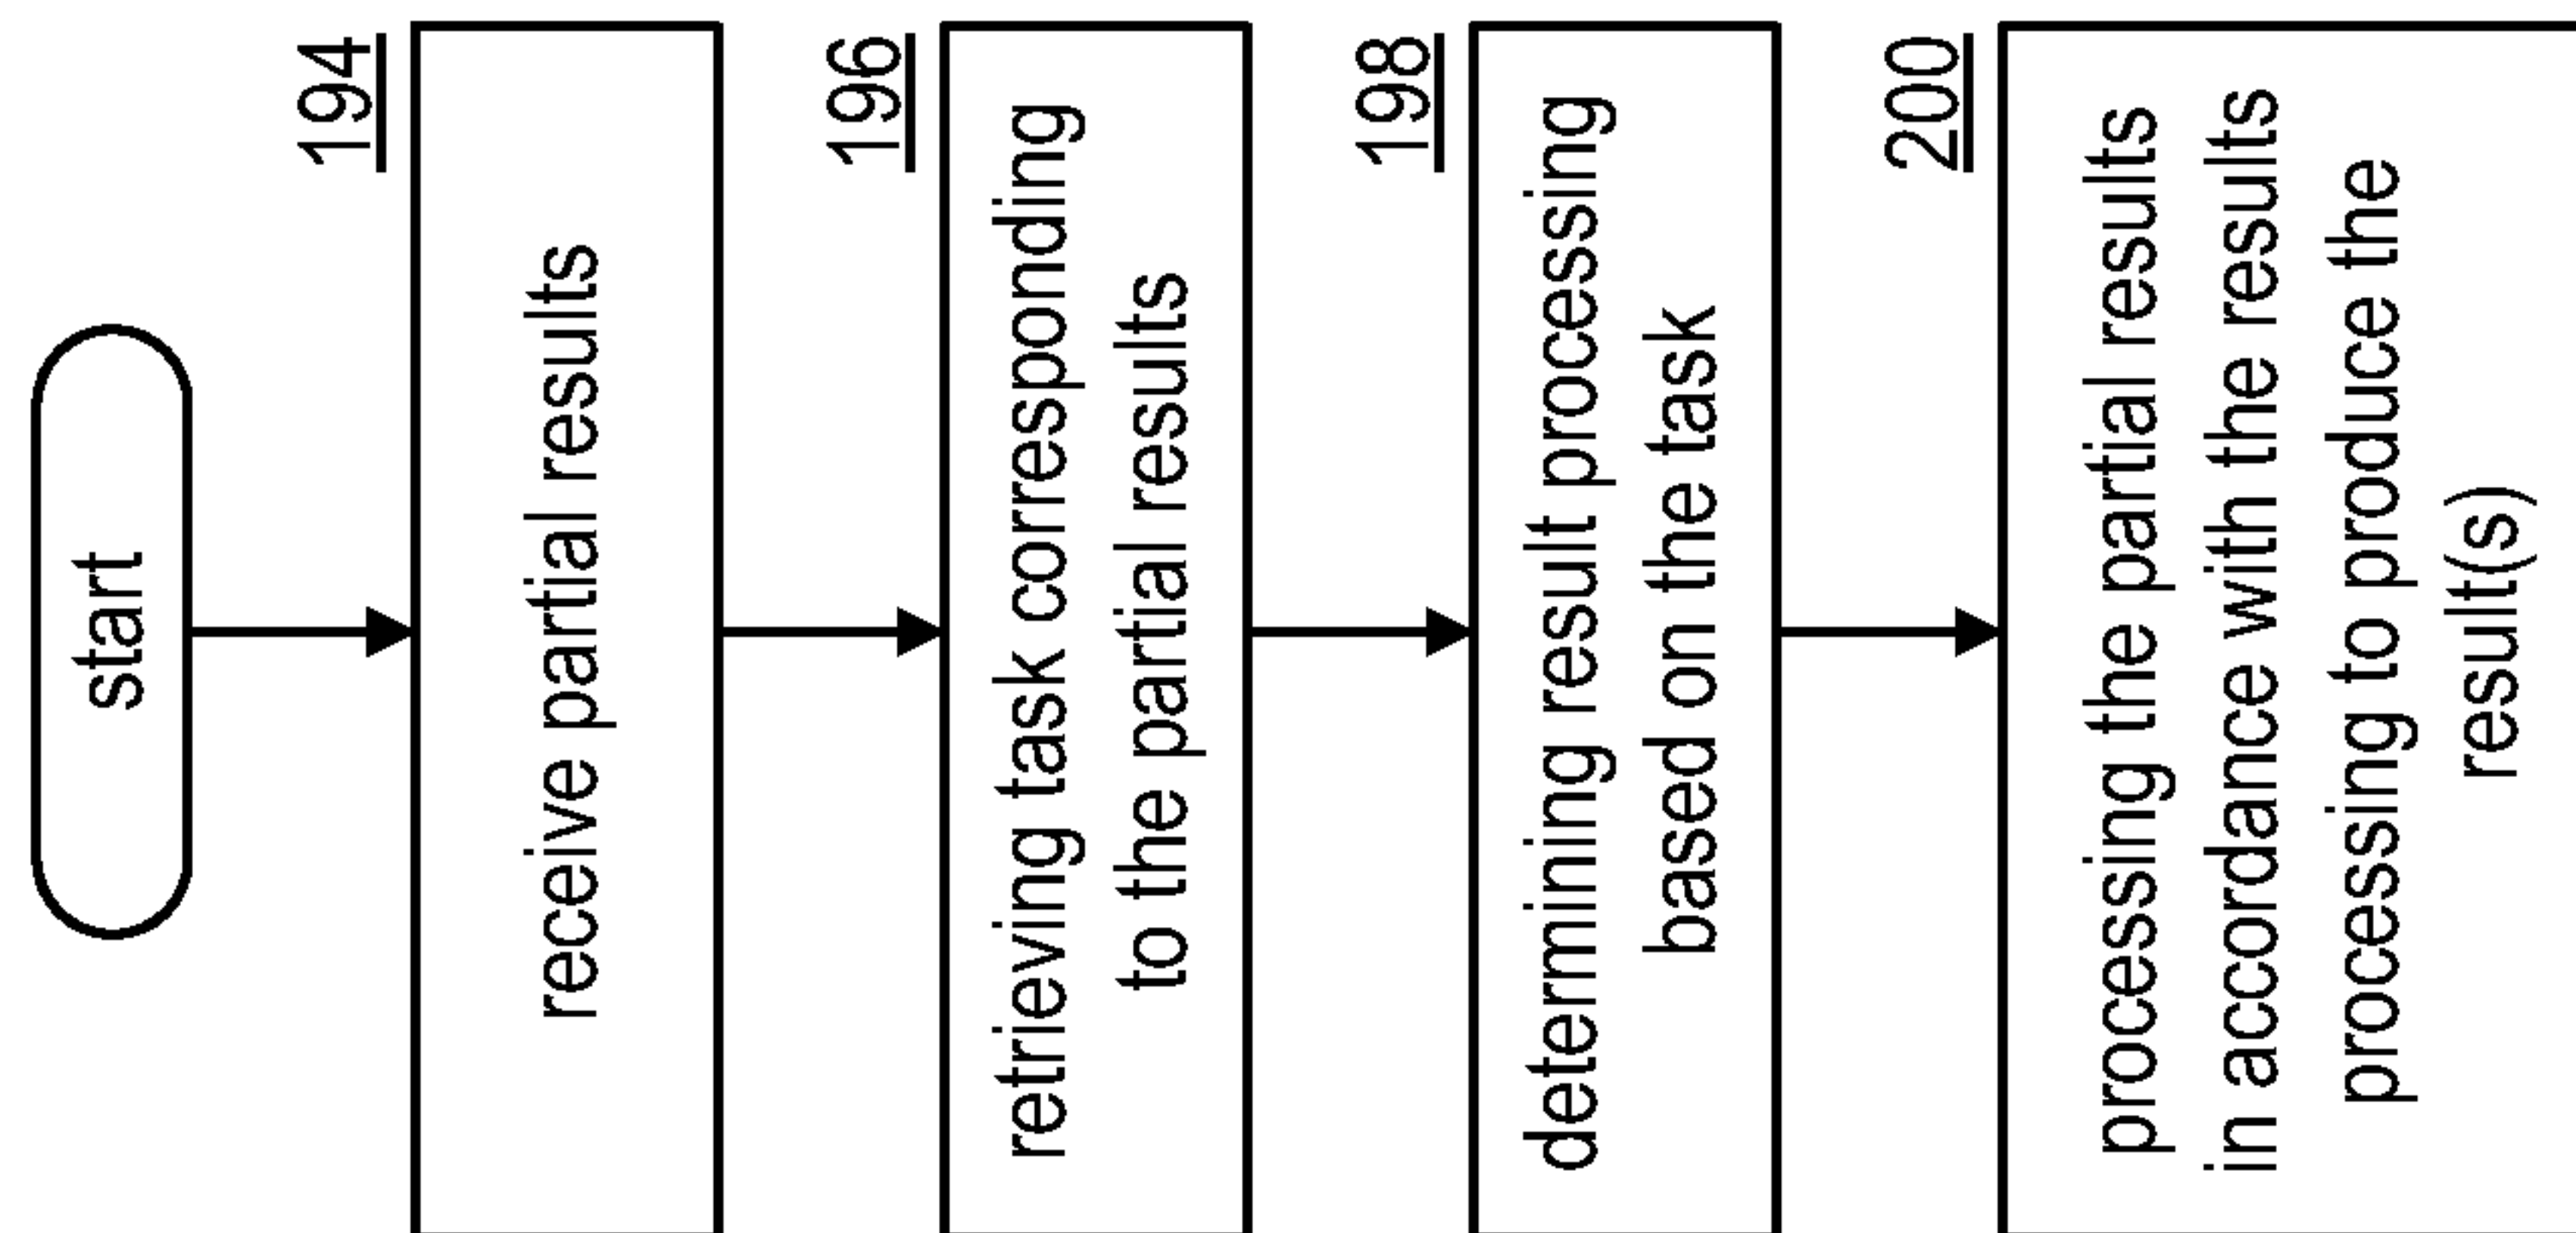 start
194
receive partial results
196
retrieving task corresponding
to the partial results
198
determining result processing
based on the task
200
processing the partial results
in accordance with the results
processing to produce the
result(s)